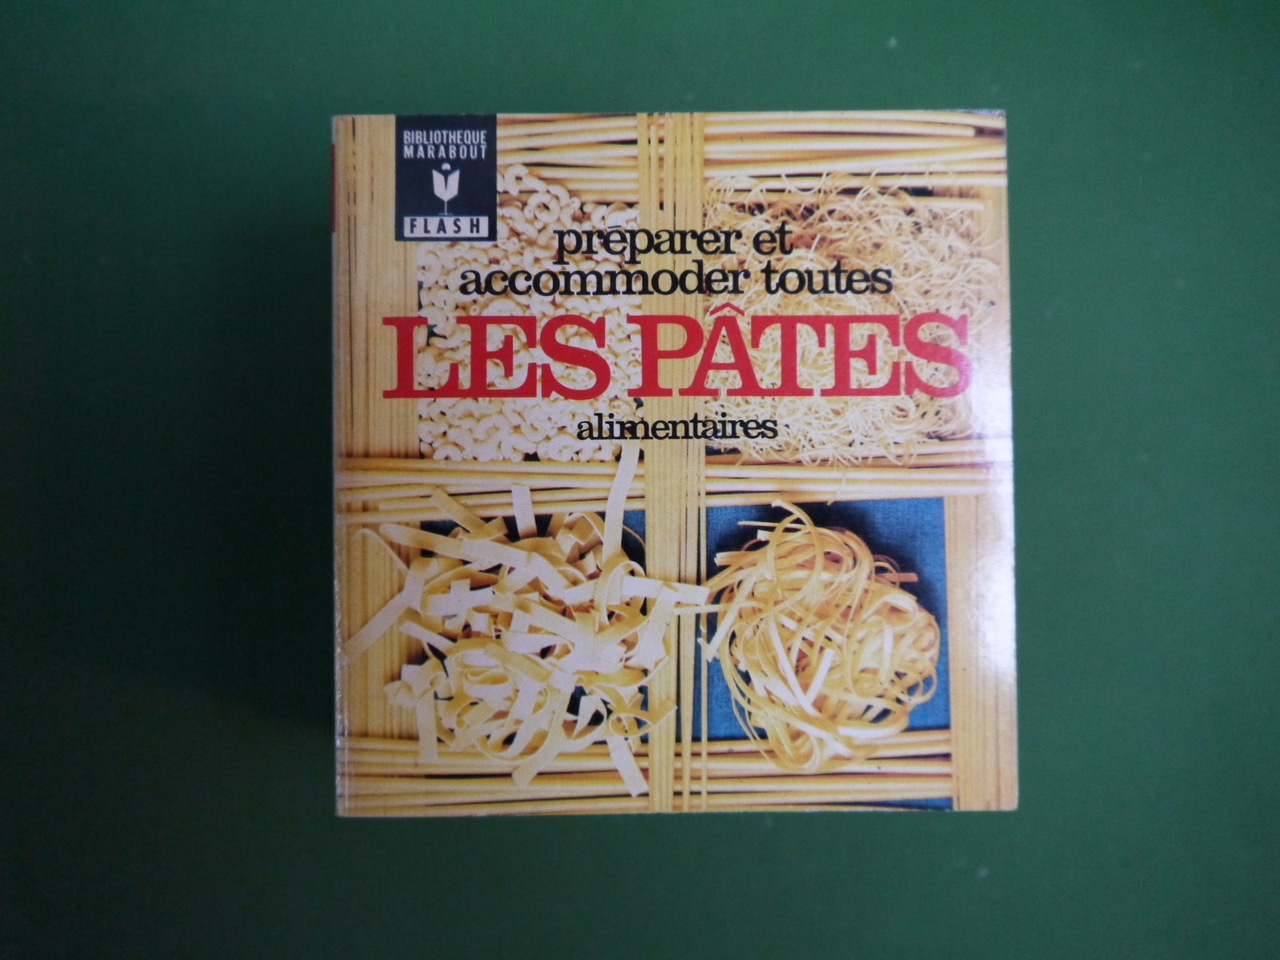 BIBLIOTHEQUE
MARABOUT
FLASH
préparer et
accommoder toutes
LES PÂTES
alimentaires